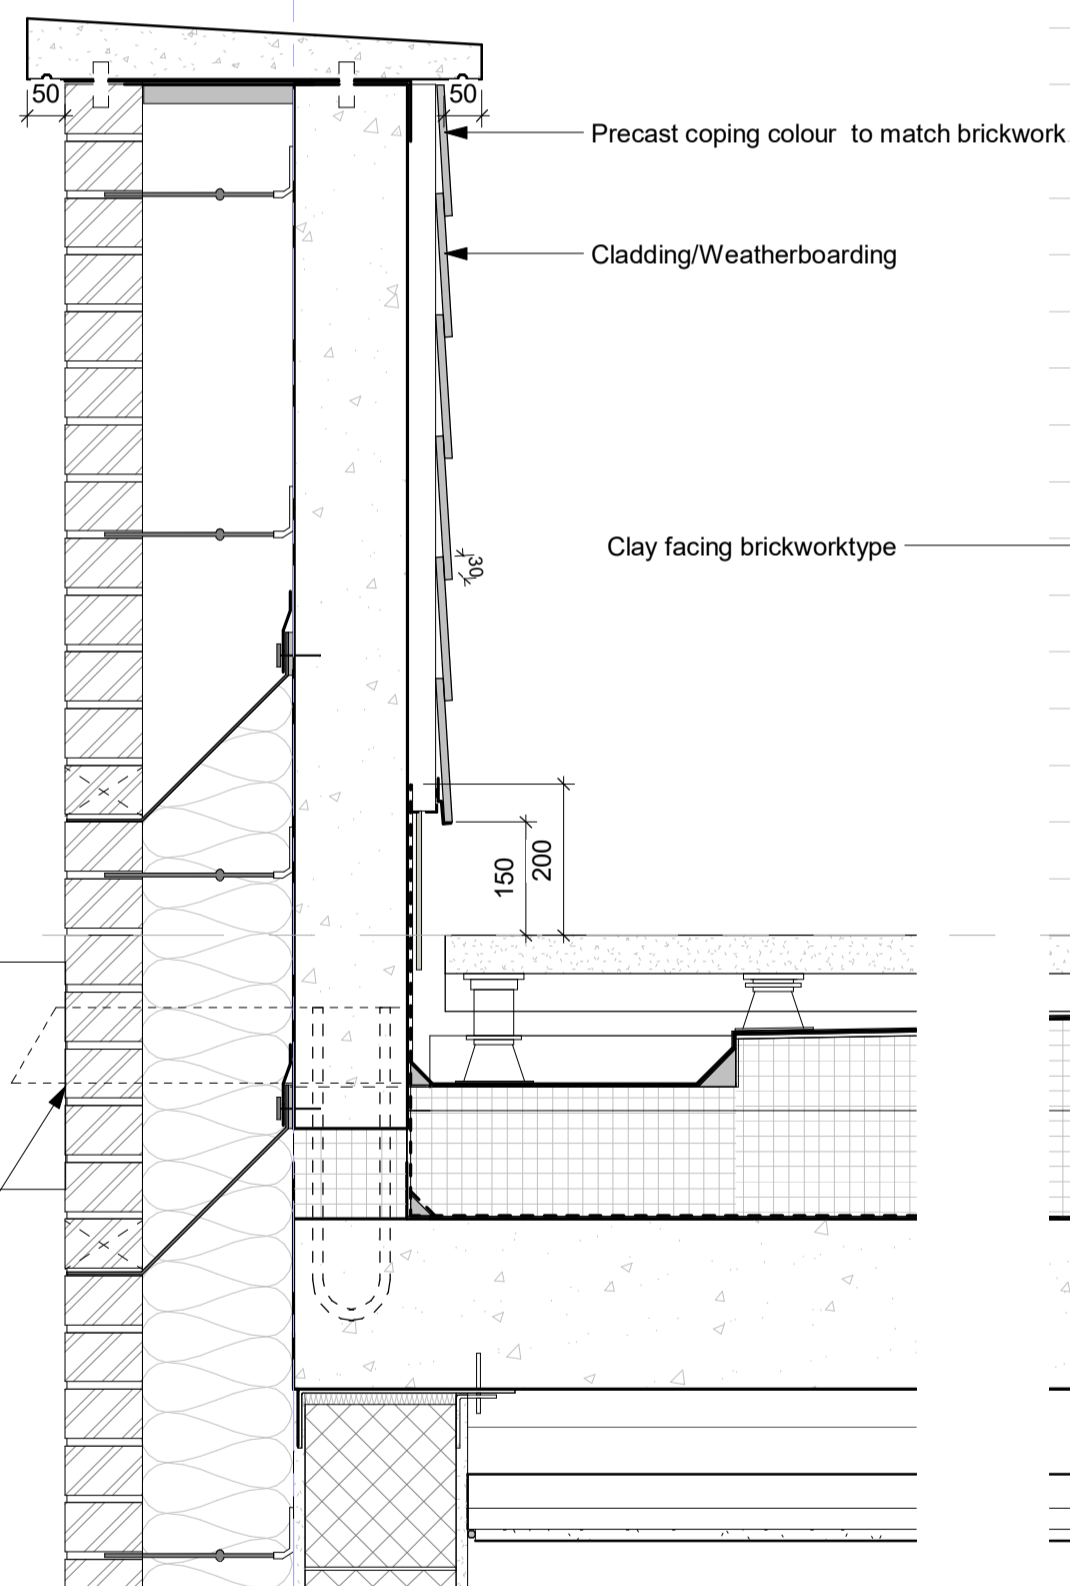 50
50
Precast coping colour to match brickwork
Cladding/Weatherboarding
Clay facing brickworktype
30
150
200